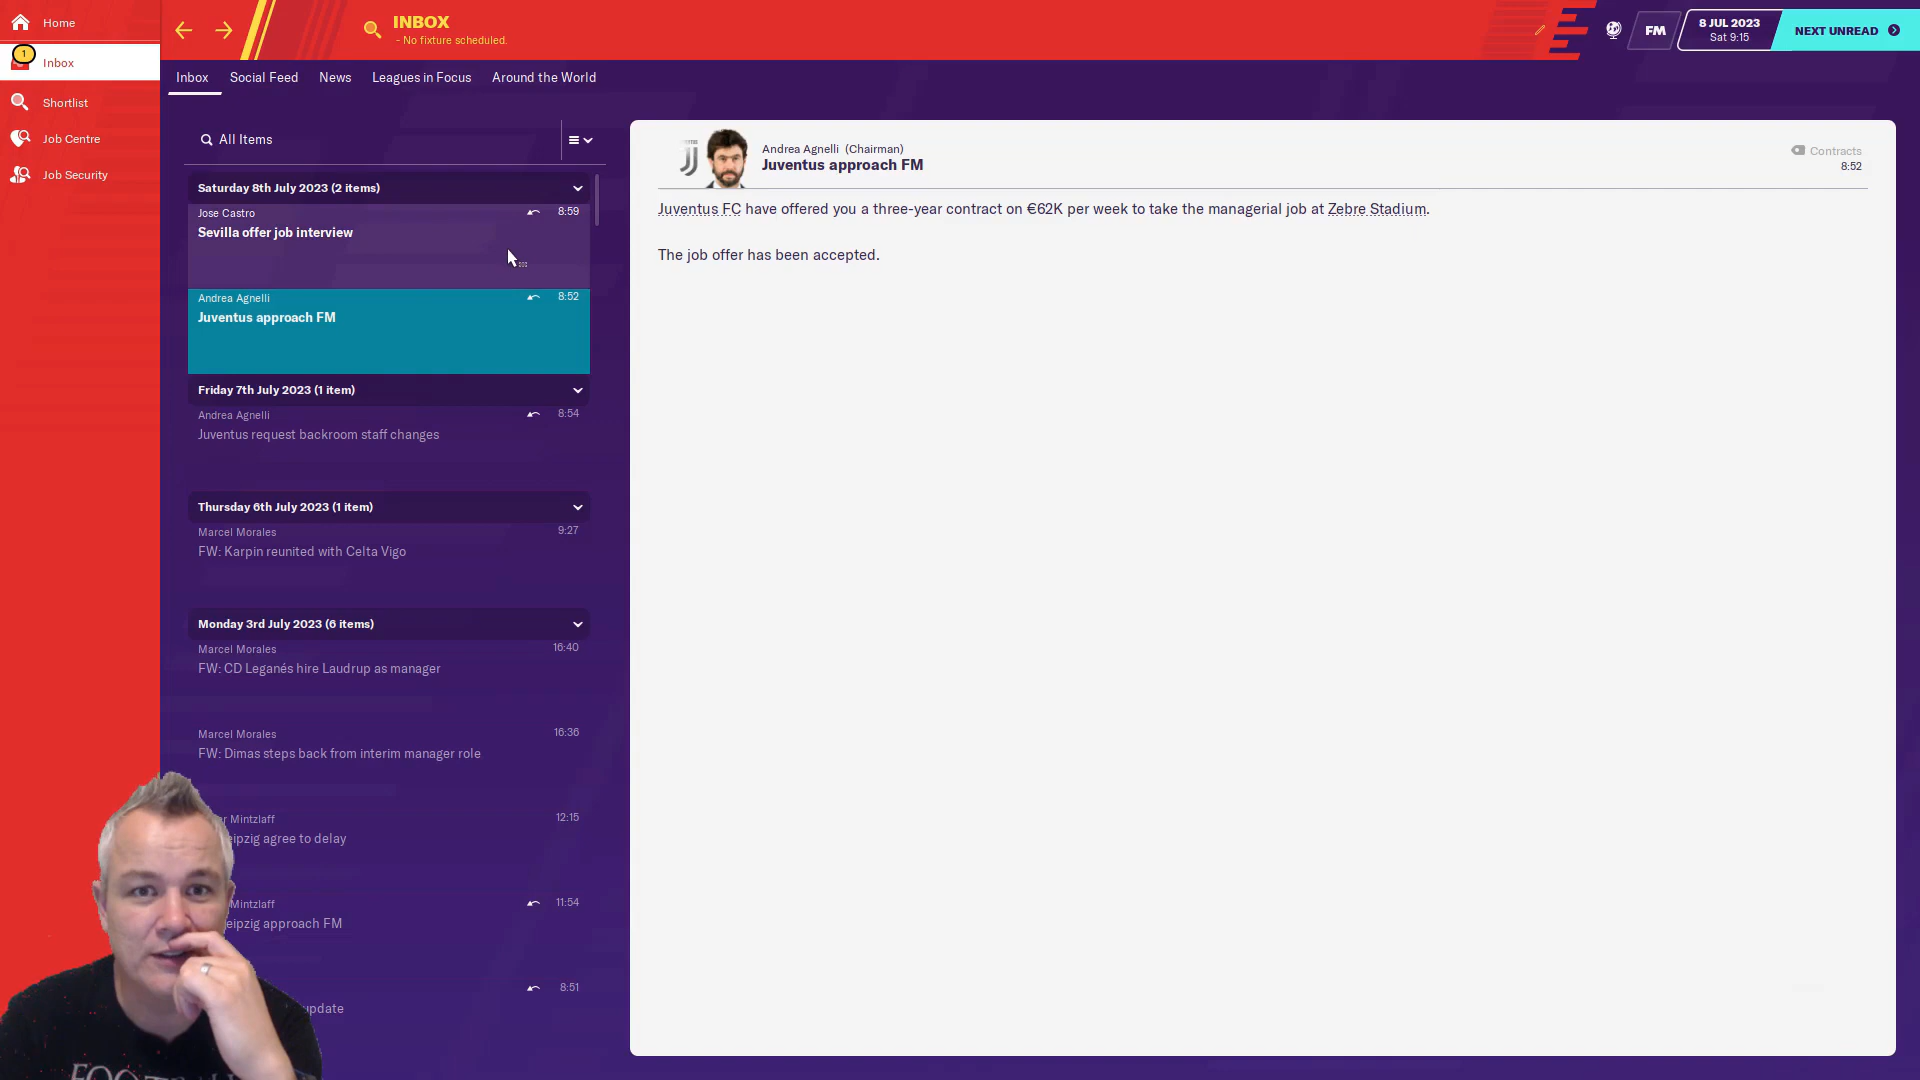 Home
1
Inbox
Shortlist
Job Centre
Job Security
INBOX
- No fixture scheduled.
FM
8 JUL 2023
Sat 9:15
NEXT UNREAD
Inbox
Social Feed
News
Leagues in Focus
Around the World
All Items
Saturday 8th July 2023 (2 items)
Jose Castro
8:59
Sevilla offer job interview
Andrea Agnelli
8:52
Juventus approach FM
Friday 7th July 2023 (1 item)
Andrea Agnelli
8:54
Juventus request backroom staff changes
Thursday 6th July 2023 (1 item)
Marcel Morales
9:27
FW: Karpin reunited with Celta Vigo
Monday 3rd July 2023 (6 items)
Marcel Morales
16:40
FW: CD Leganés hire Laudrup as manager
Marcel Morales
16:36
FW: Dimas steps back from interim manager role
Mintzlaff
12:15
eipzig agree to delay
Mintzlaff
11:54
eipzig approach FM
8:51
update
Andrea Agnelli (Chairman)
Juventus approach FM
Contracts
8:52
Juventus FC have offered you a three-year contract on €62K per week to take the managerial job at Zebre Stadium.
The job offer has been accepted.